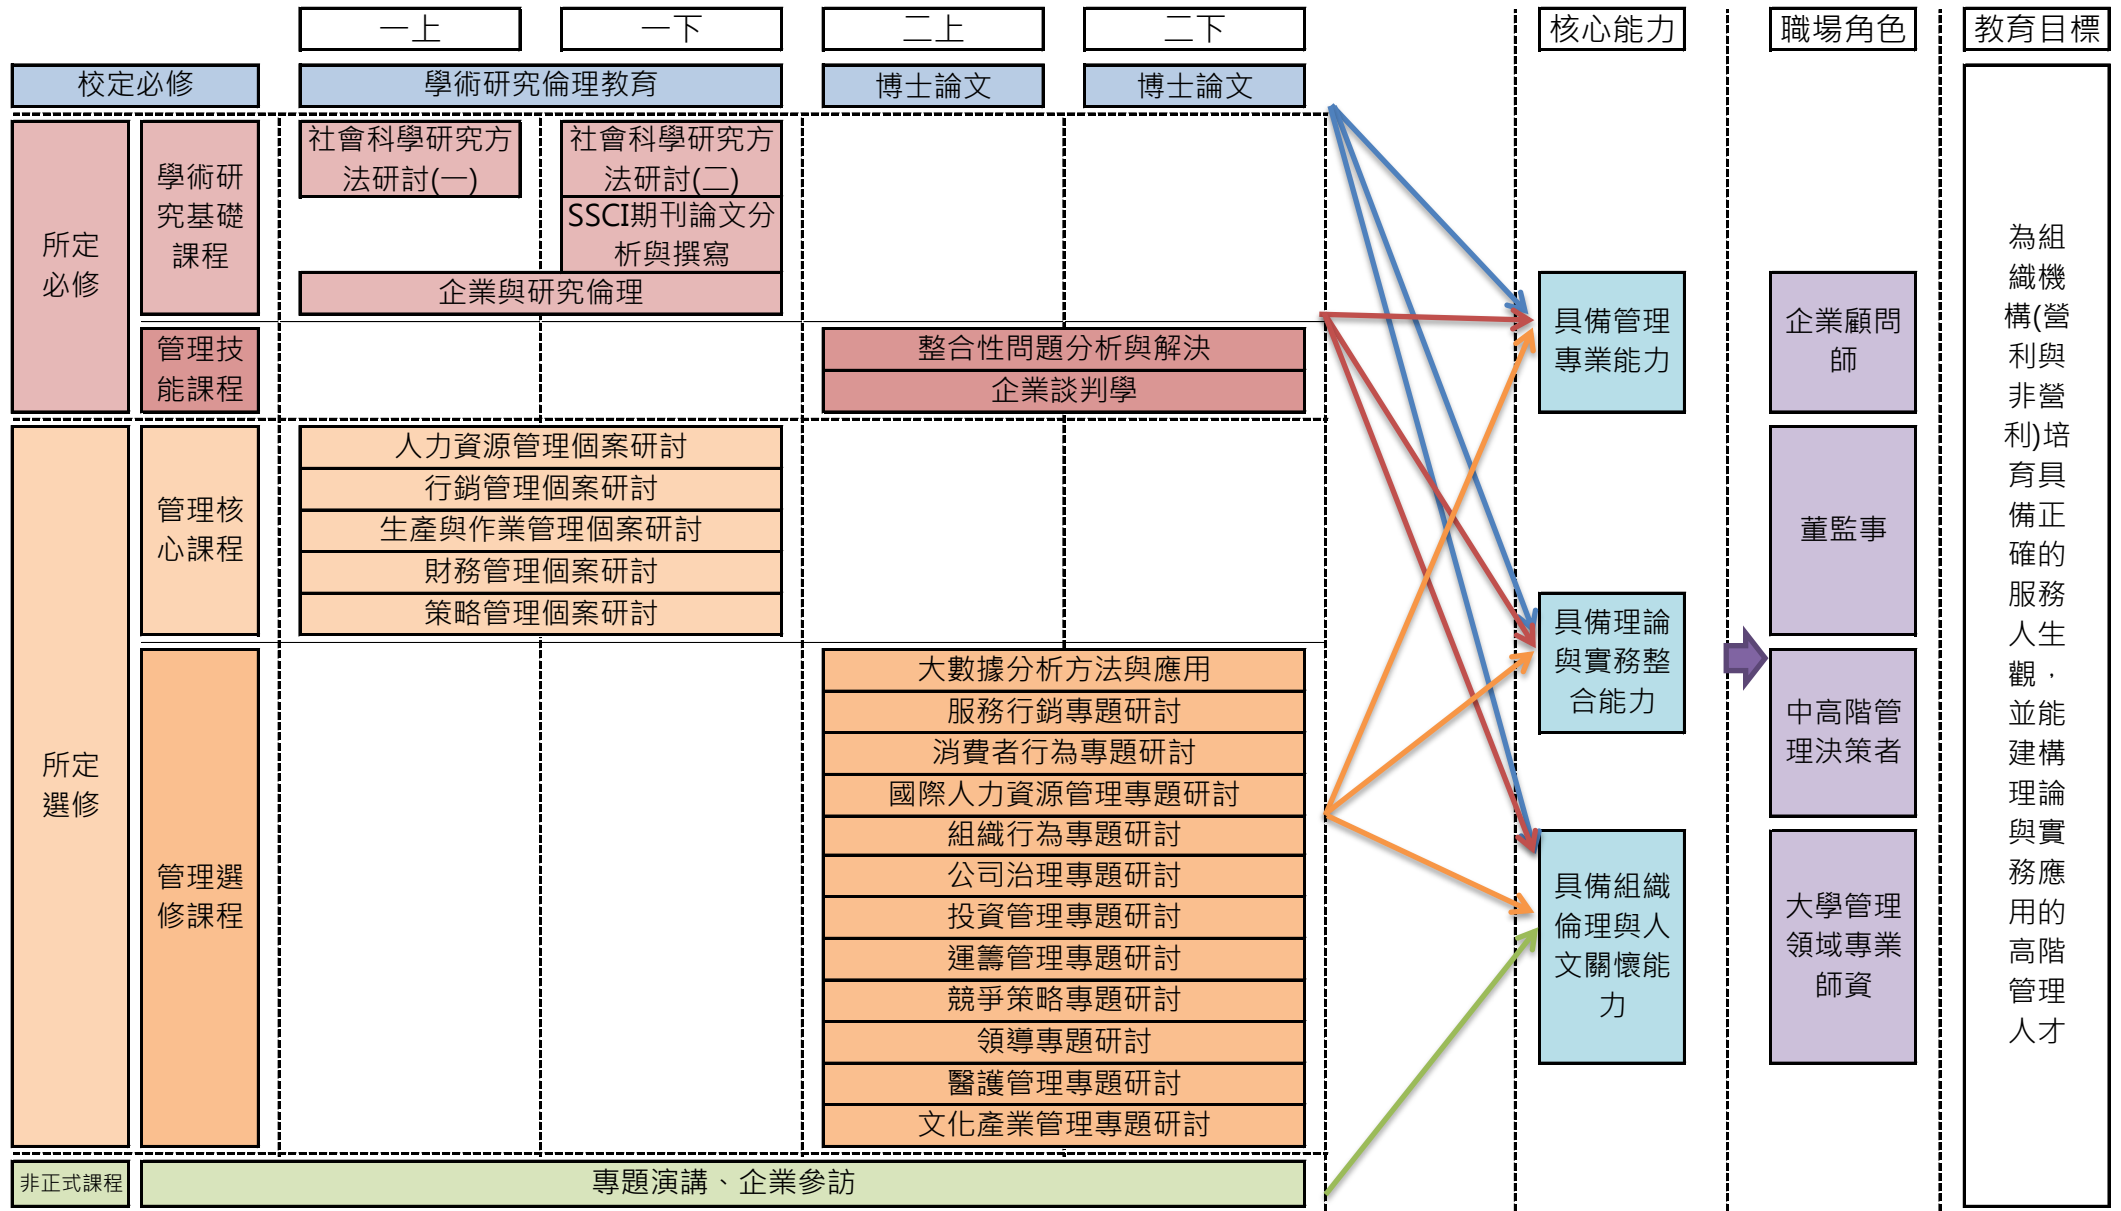 一上
一下
二上
二下
核心能力
職場角色
教育目標
校定必修
學術研究倫理教育
博士論文
博士論文
所定
必修
學術研
究基礎
課程
社會科學研究方
法研討(一)
社會科學研究方
法研討(二)
SSCI期刊論文分
析與撰寫
企業與研究倫理
管理技
能課程
整合性問題分析與解決
企業談判學
所定
選修
管理核
心課程
人力資源管理個案研討
行銷管理個案研討
生產與作業管理個案研討
財務管理個案研討
策略管理個案研討
管理選
修課程
大數據分析方法與應用
服務行銷專題研討
消費者行為專題研討
國際人力資源管理專題研討
組織行為專題研討
公司治理專題研討
投資管理專題研討
運籌管理專題研討
競爭策略專題研討
領導專題研討
醫護管理專題研討
文化產業管理專題研討
非正式課程
專題演講、企業參訪
具備管理
專業能力
具備理論
與實務整
合能力
具備組織
倫理與人
文關懷能
力
企業顧問
師
董監事
中高階管
理決策者
大學管理
領域專業
師資
為組
織機
構(營
利與
非營
利)培
育具
備正
確的
服務
人生
觀，
並能
建構
理論
與實
務應
用的
高階
管理
人才